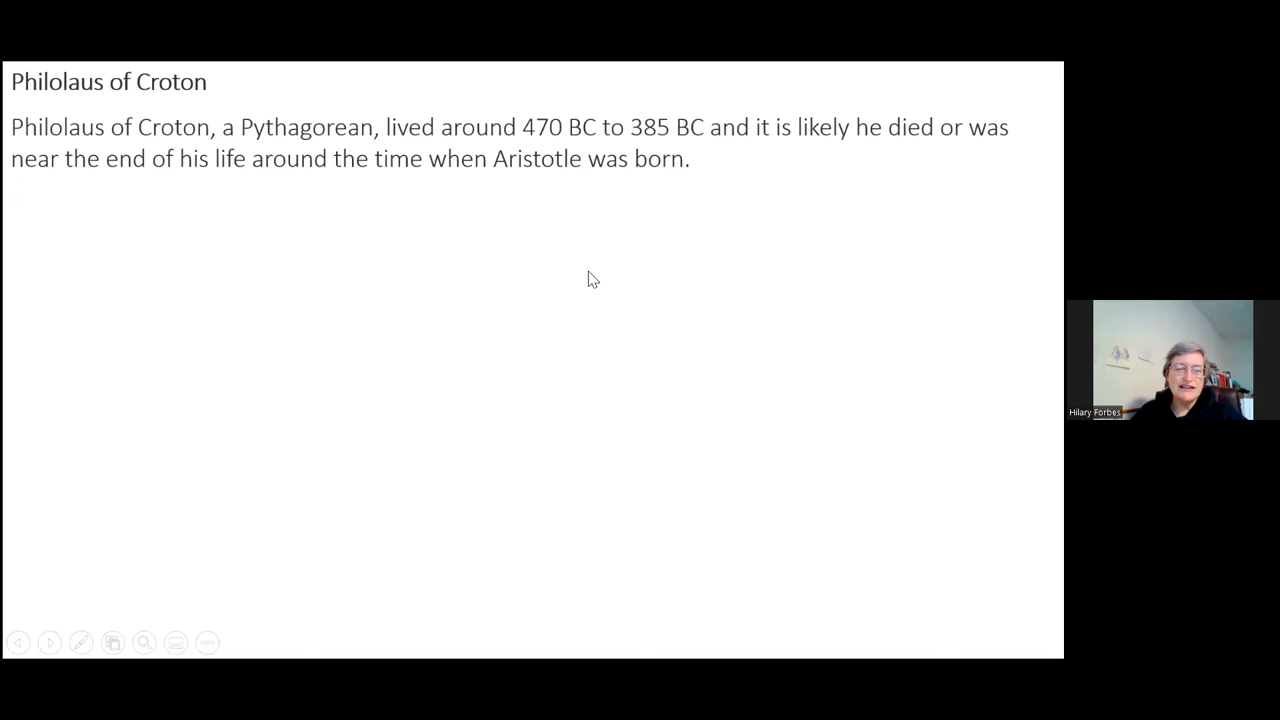 Philolaus of Croton
Philolaus of Croton, a Pythagorean, lived around 470 BC to 385 BC and it is likely he died or was
near the end of his life around the time when Aristotle was born.
Hilary Forbes